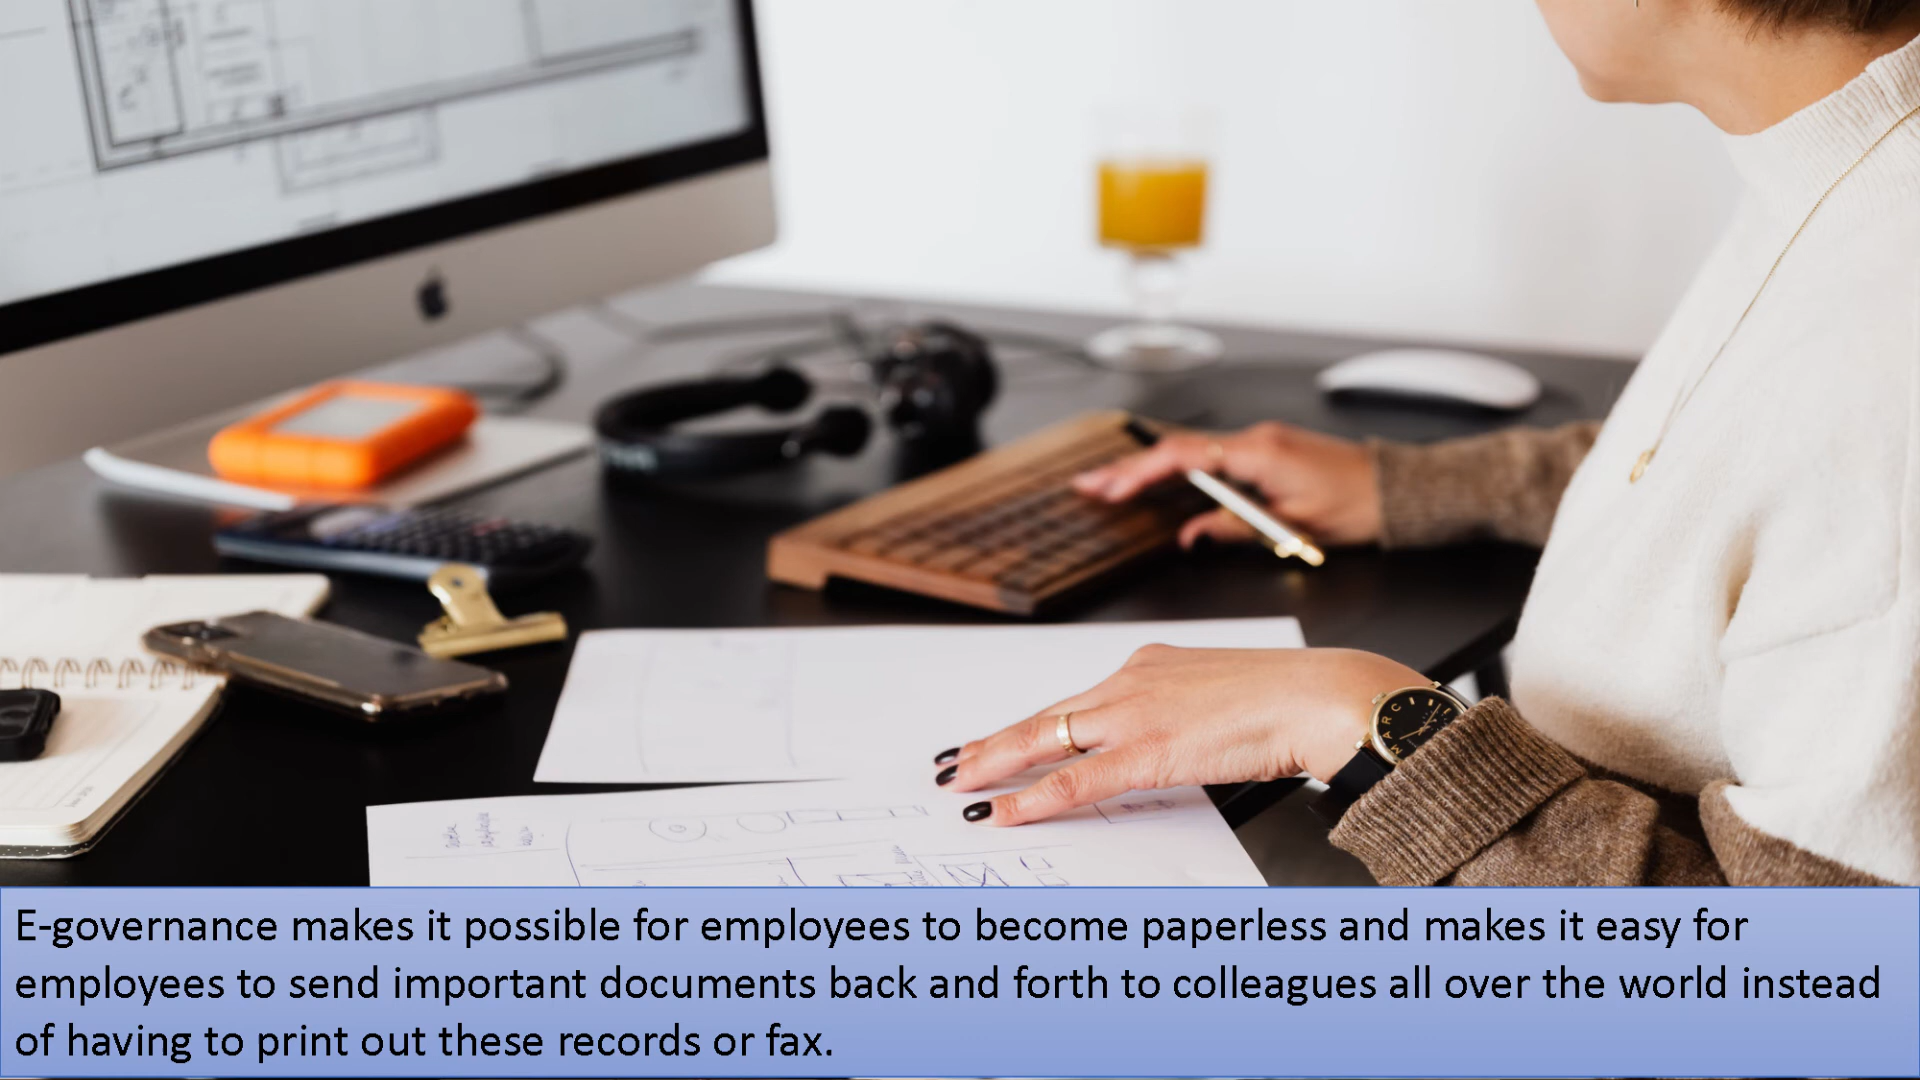 MARC
E-governance makes it possible for employees to become paperless and makes it easy for
employees to send important documents back and forth to colleagues all over the world instead
of having to print out these records or fax.